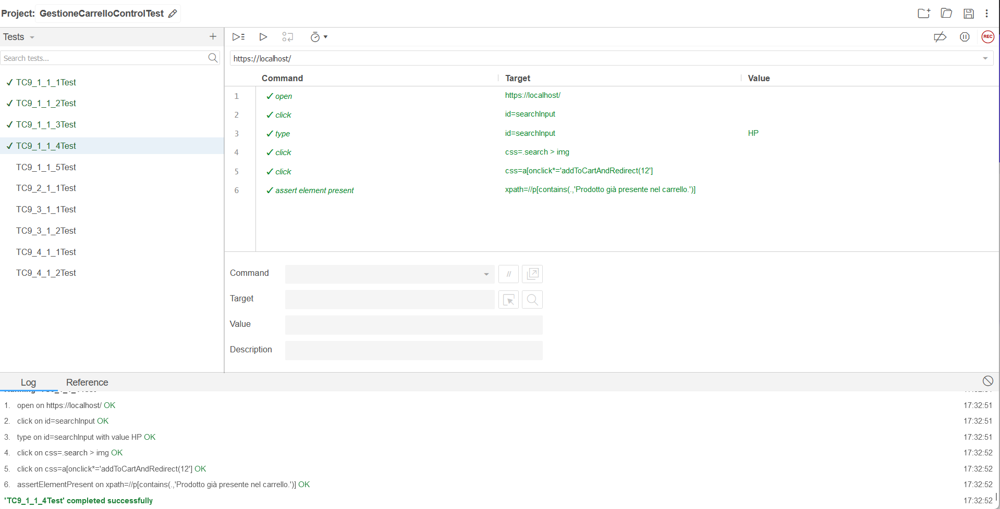 Project: GestioneCarrelloControlTest
Tests
Search tests...
TC9_1_1_1Test
TC9_1_1_2Test
TC9_1_1_3Test
TC9_1_1_4Test
TC9_1_1_5Test
TC9_2_1_1Test
TC9_3_1_1Test
TC9_3_1_2Test
TC9_4_1_1Test
TC9_4_1_2Test
REC
https://localhost/
Command Target Value
1 open https://localhost/
2 click id=searchInput
3 type id=searchInput HP
4 click css=.search > img
5 click css=a[onclick*='addToCartAndRedirect(12']
6 assert element present xpath=//p[contains(.,'Prodotto già presente nel carrello.')]
Command //
Target
Value
Description
Log Reference
1. open on https://localhost/ OK 17:32:51
2. click on id=searchInput OK 17:32:51
3. type on id=searchInput with value HP OK 17:32:51
4. click on css=.search > img OK 17:32:52
5. click on css=a[onclick*='addToCartAndRedirect(12'] OK 17:32:52
6. assertElementPresent on xpath=//p[contains(.,'Prodotto già presente nel carrello.')] OK 17:32:52
'TC9_1_1_4Test' completed successfully 17:32:52